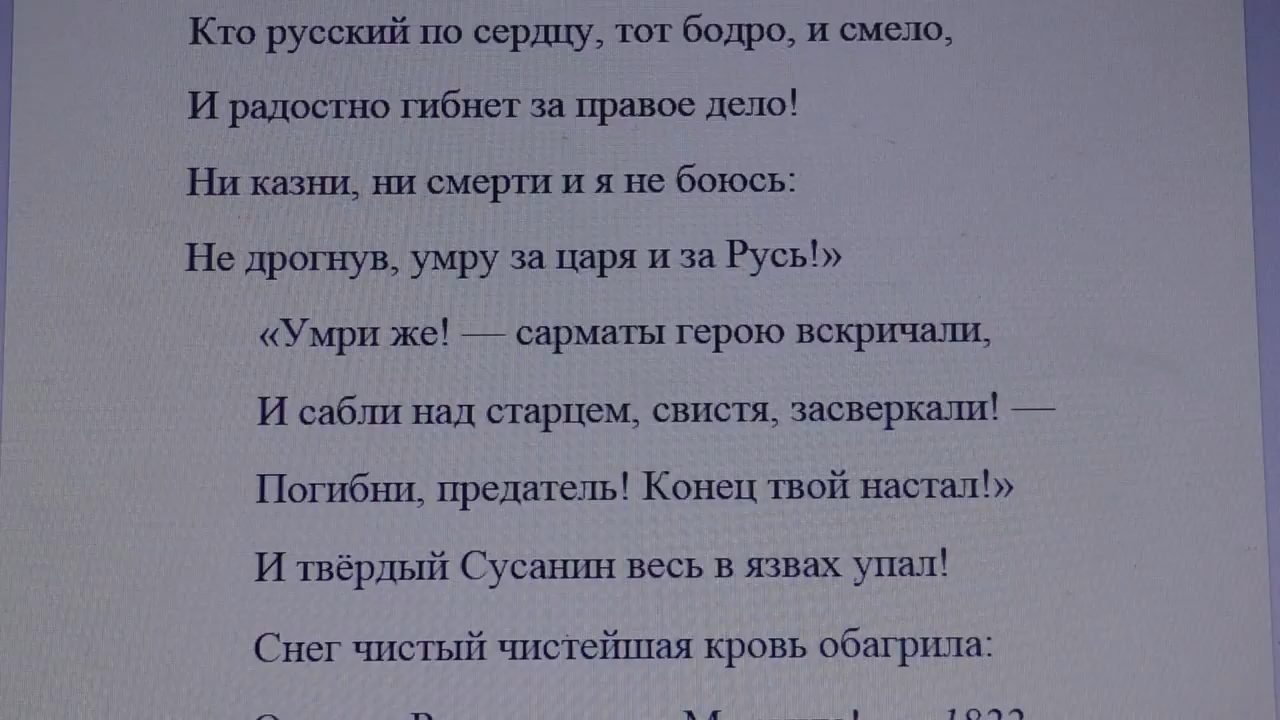 Кто русский по сердцу, тот бодро, и смело,
И радостно гибнет за правое дело!
Ни казни, ни смерти и я не боюсь:
Не дрогнув, умру за царя и за Русь!»
«Умри же! — сарматы герою вскричали,
И сабли над старцем, свистя, засверкали! —
Погибни, предатель! Конец твой настал!»
И твёрдый Сусанин весь в язвах упал!
Снег чистый чистейшая кровь обагрила:
1822